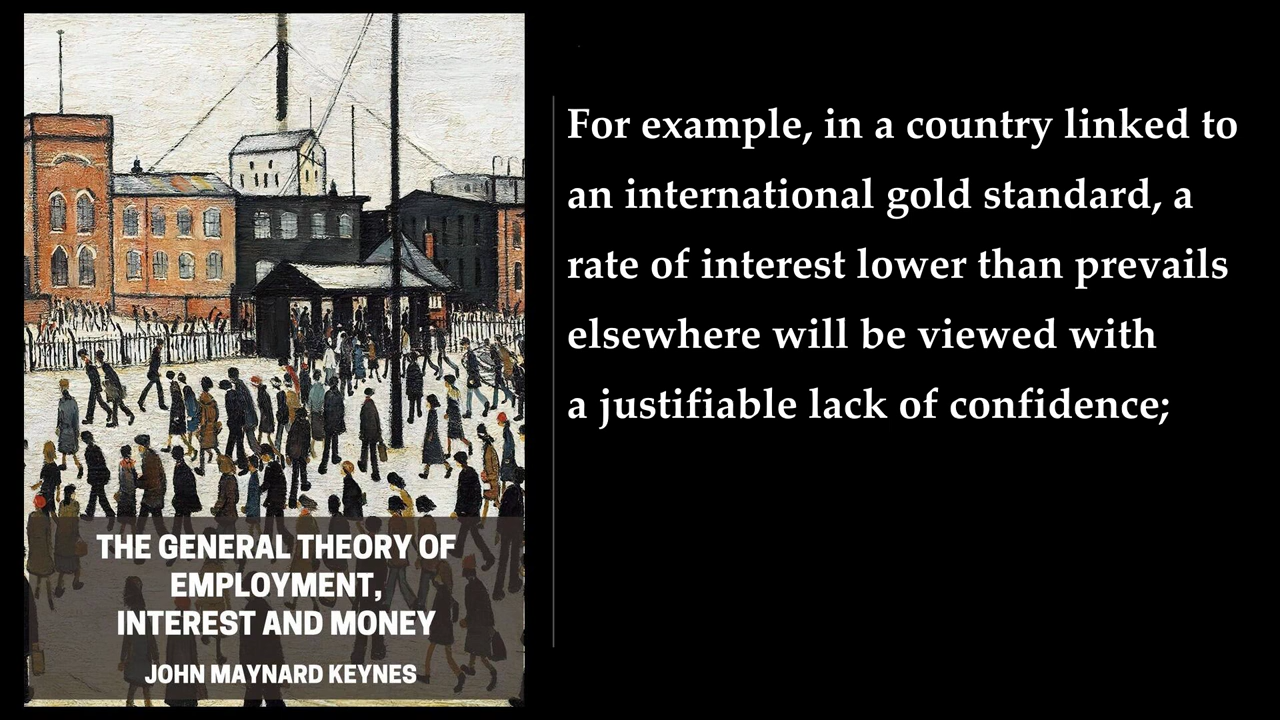 THE GENERAL THEORY OF
EMPLOYMENT,
INTEREST AND MONEY
JOHN MAYNARD KEYNES
For example, in a country linked to
an international gold standard, a
rate of interest lower than prevails
elsewhere will be viewed with
a justifiable lack of confidence;